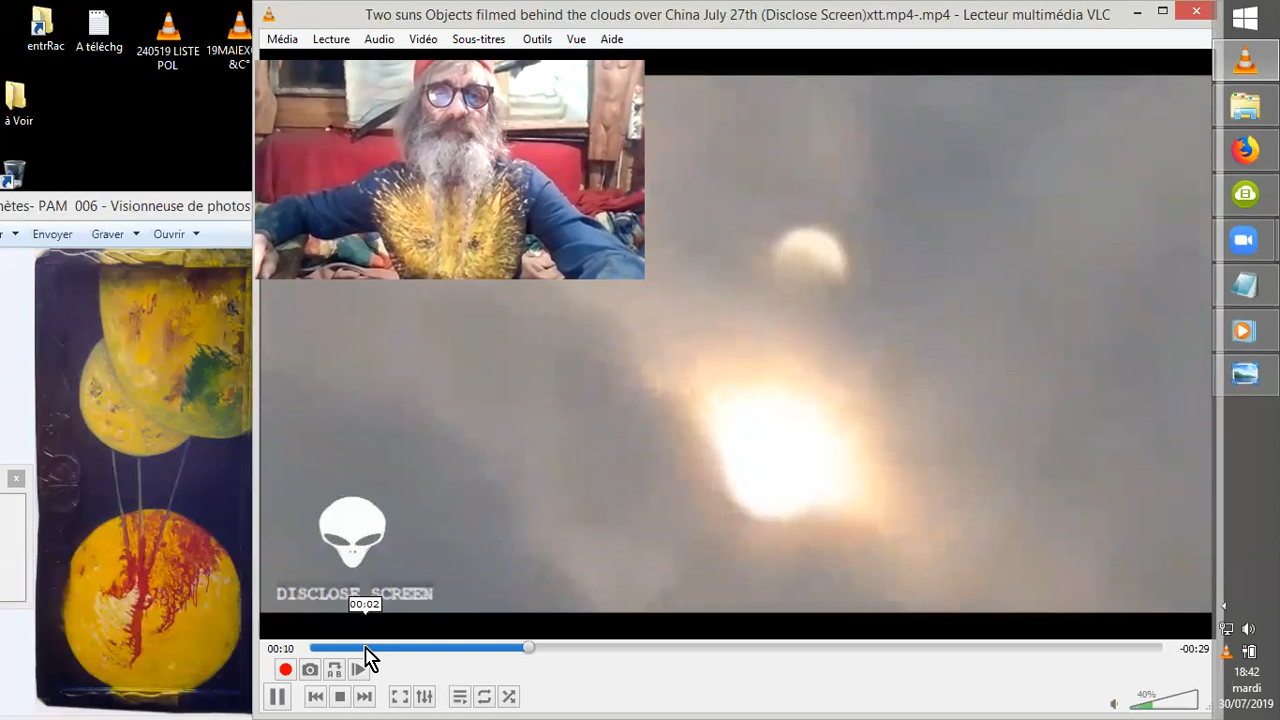 entrRac
A téléchg
240519 LISTE
POL
19MAIEXC
&C°
à Voir
Two suns Objects filmed behind the clouds over China July 27th (Disclose Screen)xtt.mp4-.mp4 - Lecteur multimédia VLC
Média Lecture Audio Vidéo Sous-titres Outils Vue Aide
nètes- PAM 006 - Visionneuse de photos
Envoyer Graver Ouvrir
DISCLOSE SCREEN
00:02
00:10
-00:29
A B
40%
18:42
mardi
30/07/2019